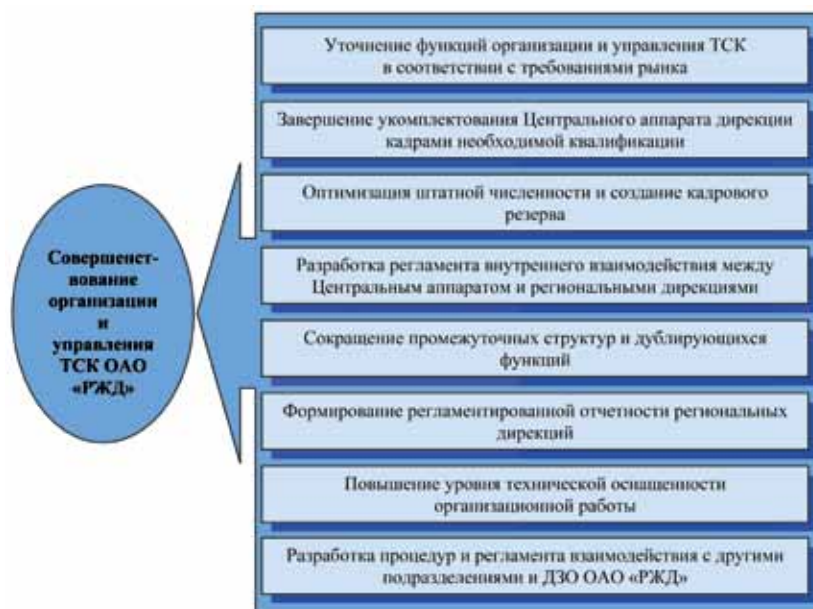 Совершенст-
вование
организации
и
управления
ТСК ОАО
«РЖД»
Уточнение функций организации и управления ТСК
в соответствии с требованиями рынка
Завершение укомплектования Центрального аппарата дирекции
кадрами необходимой квалификации
Оптимизация штатной численности и создание кадрового
резерва
Разработка регламента внутреннего взаимодействия между
Центральным аппаратом и региональными дирекциями
Сокращение промежуточных структур и дублирующихся
функций
Формирование регламентированной отчетности региональных
дирекций
Повышение уровня технической оснащенности
организационной работы
Разработка процедур и регламента взаимодействия с другими
подразделениями и ДЗО ОАО «РЖД»